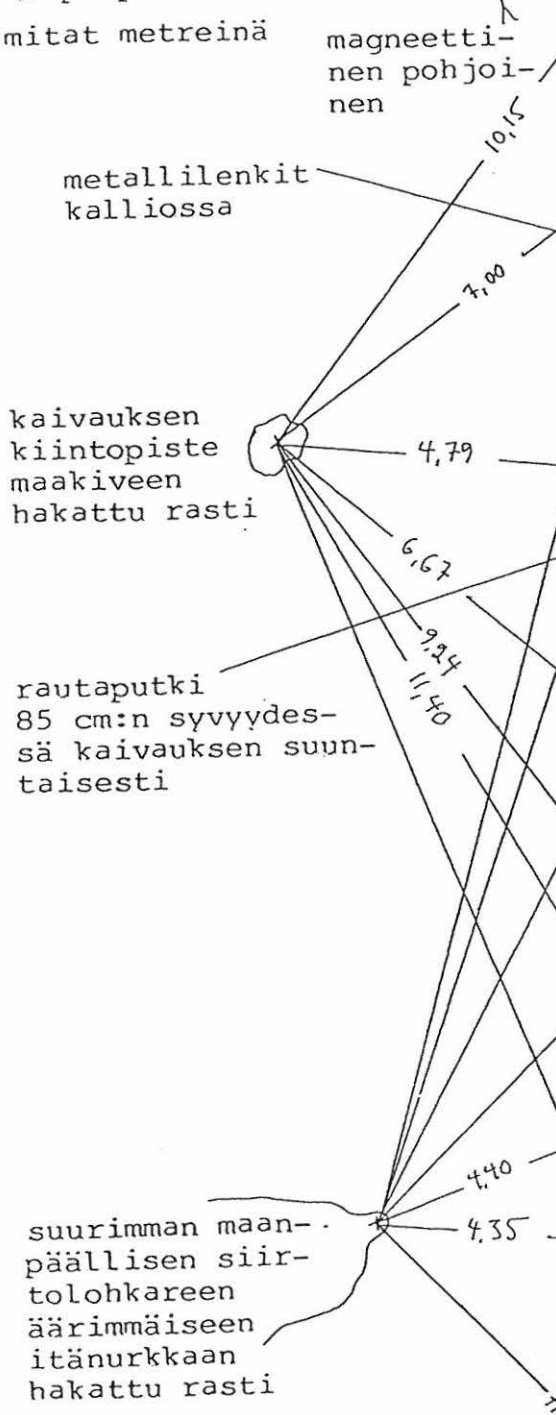 mitat metreinä
magneetti-
nen pohjoi-
nen
10,15
metallilenkit
kalliossa
7,00
kaivauksen
kiintopiste
maakiveen
hakattu rasti
4,79
6,67
9,24
11,40
rautaputki
85 cm:n syvyydes-
sä kaivauksen suun-
taisesti
4,40
4,35
suurimman maan-
päällisen siir-
tolohkareen
äärimmäiseen
itänurkkaan
hakattu rasti